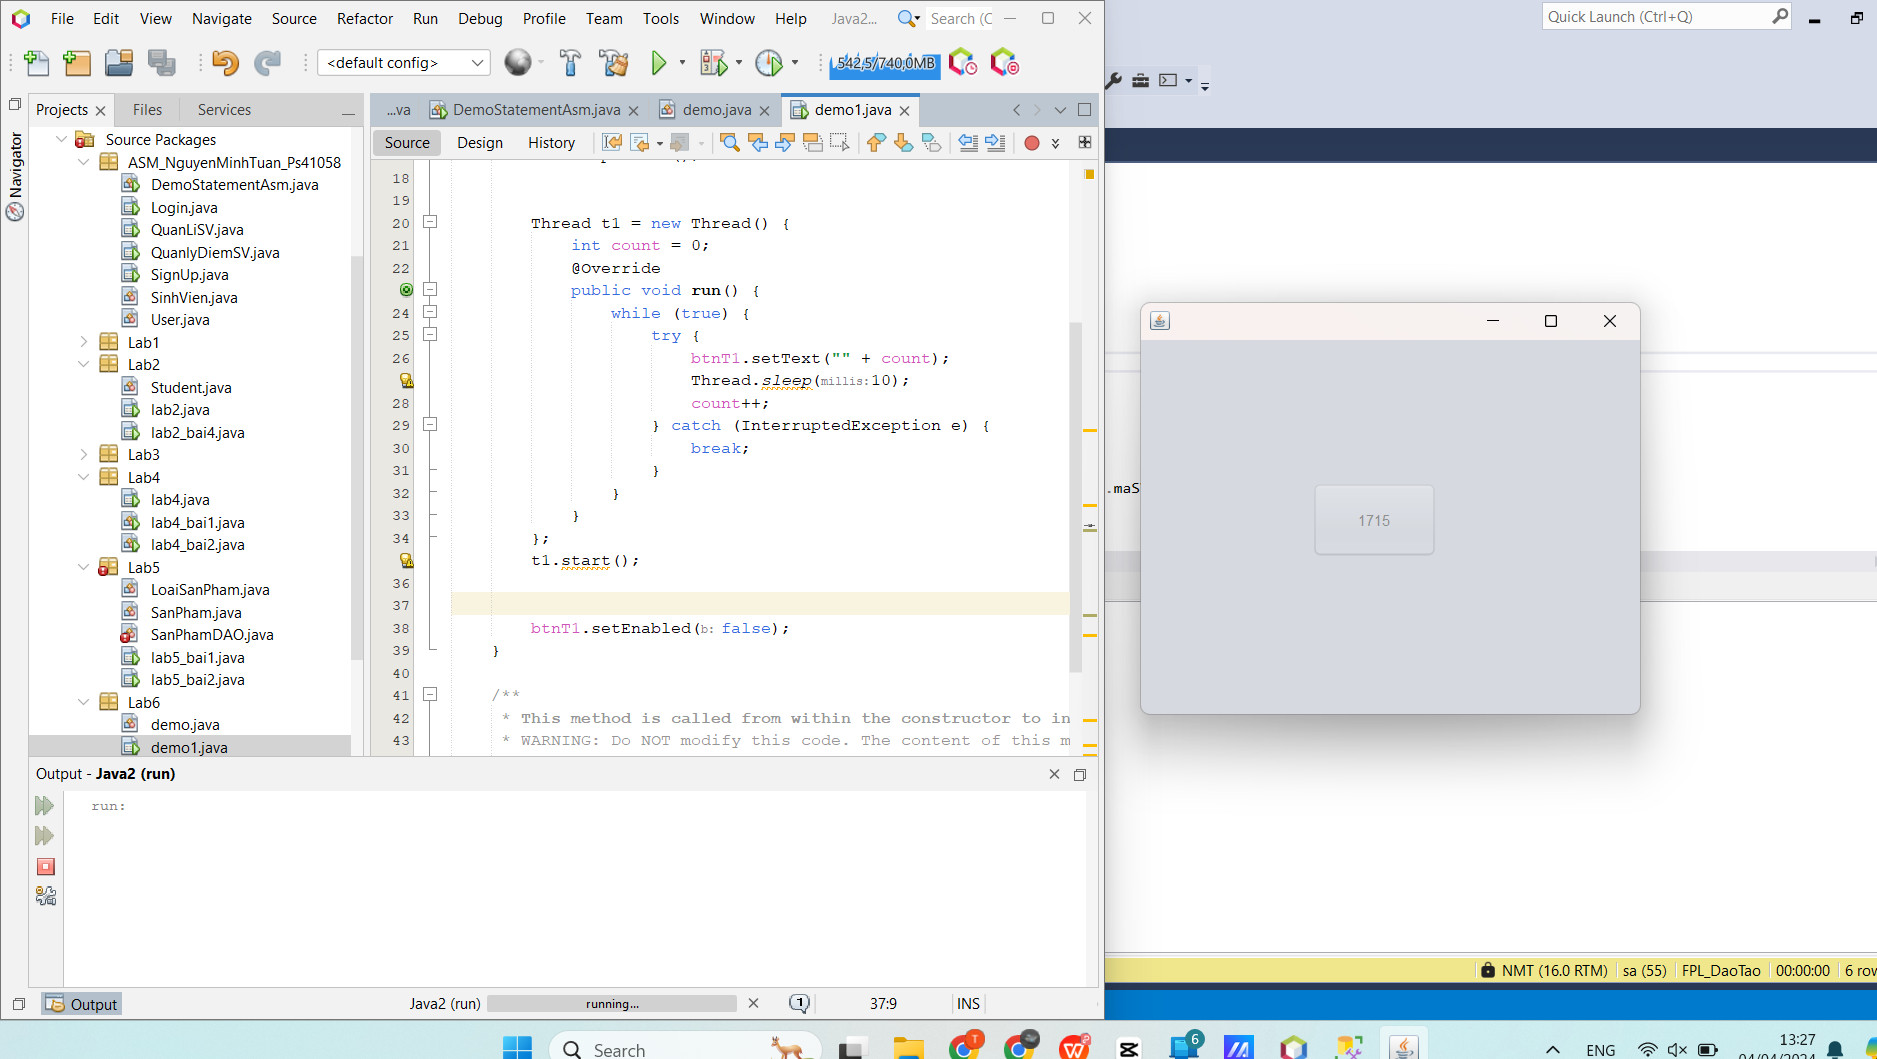 File Edit View Navigate Source Refactor Run Debug Profile Team Tools Window Help Java2... Search (C
Quick Launch (Ctrl+Q)
<default config>
542,5/740,0MB
Projects Files Services
Navigator
...va DemoStatementAsm.java demo.java demo1.java
Source Design History
Source Packages
ASM_NguyenMinhTuan_Ps41058
DemoStatementAsm.java
Login.java
QuanLiSV.java
QuanlyDiemSV.java
SignUp.java
SinhVien.java
User.java
Lab1
Lab2
Student.java
lab2.java
lab2_bai4.java
Lab3
Lab4
lab4.java
lab4_bai1.java
lab4_bai2.java
Lab5
LoaiSanPham.java
SanPham.java
SanPhamDAO.java
lab5_bai1.java
lab5_bai2.java
Lab6
demo.java
demo1.java
18
19
20 Thread t1 = new Thread() {
21 int count = 0;
22 @Override
public void run() {
24 while (true) {
25 try {
26 btnT1.setText("" + count);
Thread.sleep(millis:10);
28 count++;
29 } catch (InterruptedException e) {
30 break;
31 }
32 }
33 }
34 };
t1.start();
36
37
38 btnT1.setEnabled(b: false);
39 }
40
41 /**
42 * This method is called from within the constructor to in
43 * WARNING: Do NOT modify this code. The content of this m
.maS
1715
Output - Java2 (run)
run:
NMT (16.0 RTM) sa (55) FPL_DaoTao 00:00:00 6 rov
Output Java2 (run) running... 1 37:9 INS
Search
T
6
ENG
13:27
04/04/2024